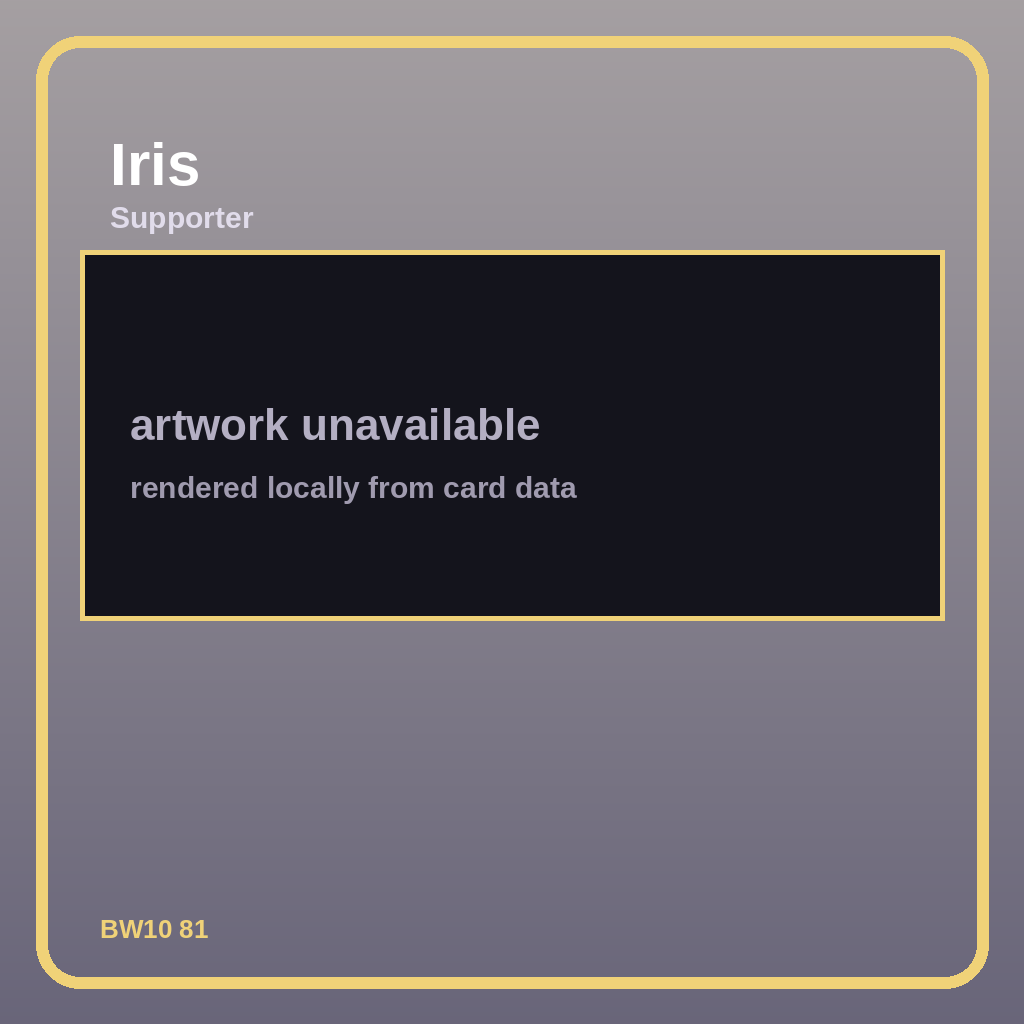 Iris
Supporter
artwork unavailable
rendered locally from card data
BW10 81